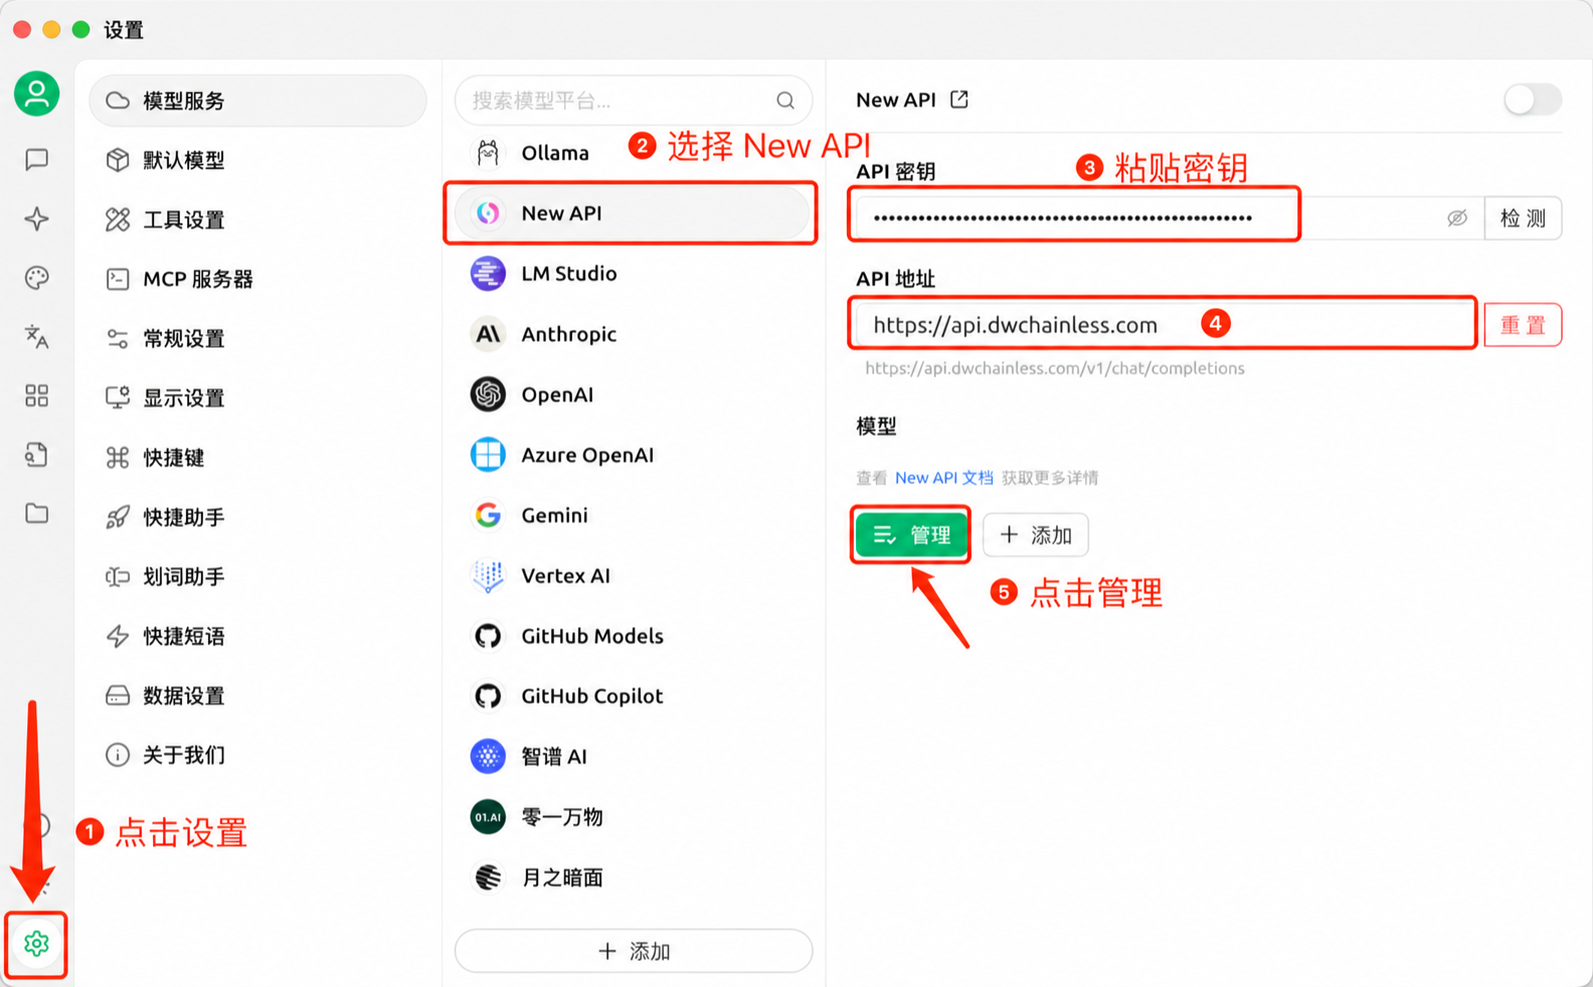 设置
模型服务
默认模型
工具设置
MCP 服务器
常规设置
显示设置
快捷键
快捷助手
划词助手
快捷短语
数据设置
关于我们
1 点击设置
搜索模型平台...
2 选择 New API
Ollama
New API
LM Studio
Anthropic
OpenAI
Azure OpenAI
Gemini
Vertex AI
GitHub Models
GitHub Copilot
智谱 AI
01.AI 零一万物
月之暗面
+ 添加
New API
API 密钥
3 粘贴密钥
检 测
API 地址
https://api.dwchainless.com 4
重 置
https://api.dwchainless.com/v1/chat/completions
模型
查看 New API 文档 获取更多详情
管理
+ 添加
5 点击管理